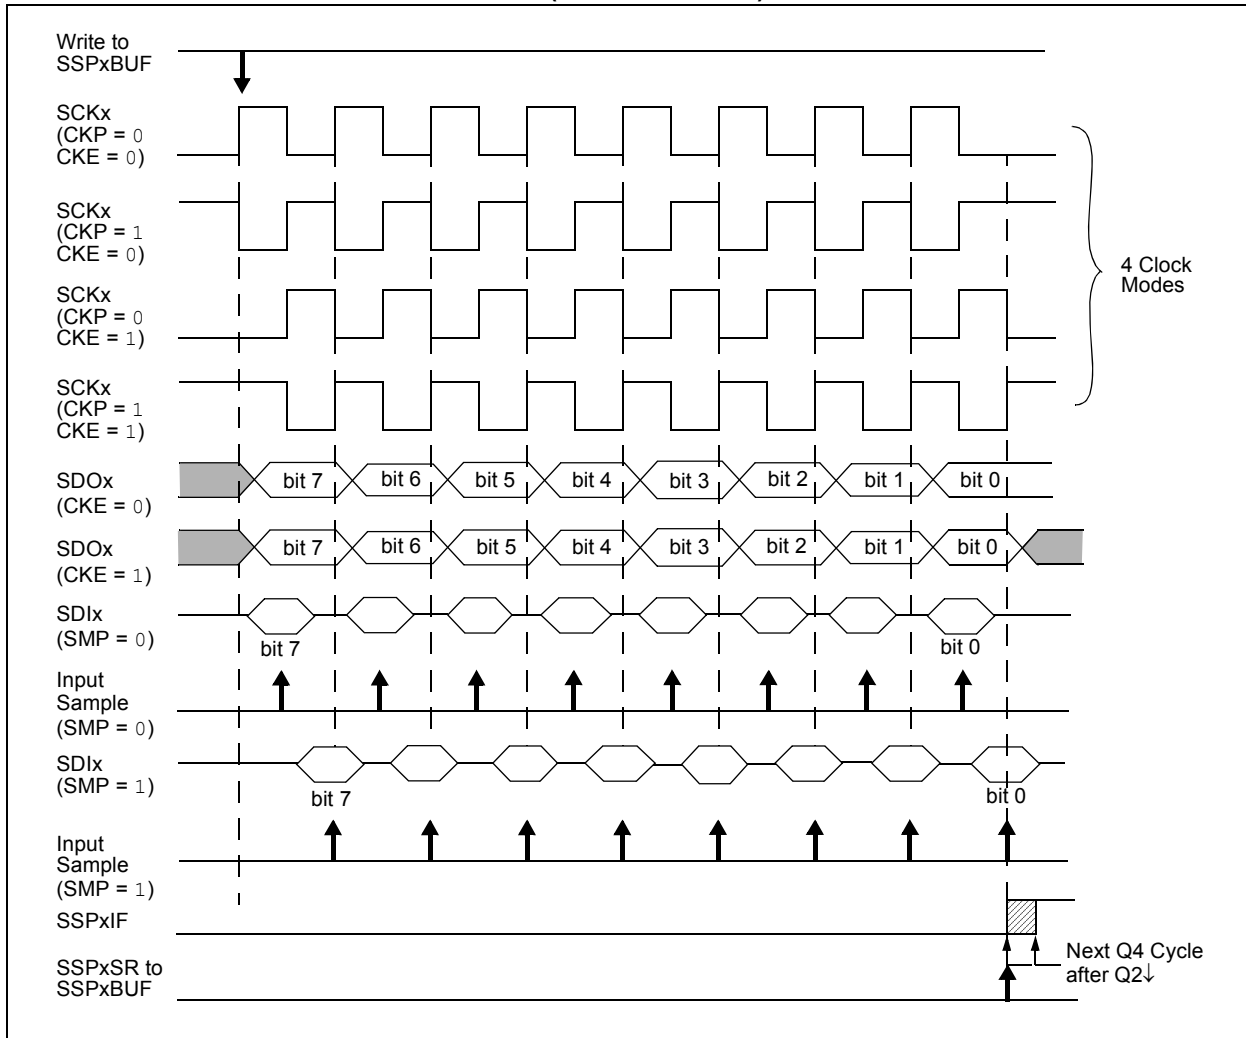 Write to
SSPxBUF
SCKx
(CKP = 0
CKE = 0)
SCKx
(CKP = 1
CKE = 0)
SCKx
(CKP = 0
CKE = 1)
SCKx
(CKP = 1
CKE = 1)
4 Clock
Modes
SDOx
(CKE = 0)
bit 7 bit 6 bit 5 bit 4 bit 3 bit 2 bit 1 bit 0
SDOx
(CKE = 1)
bit 7 bit 6 bit 5 bit 4 bit 3 bit 2 bit 1 bit 0
SDIx
(SMP = 0)
bit 7 bit 0
Input
Sample
(SMP = 0)
SDIx
(SMP = 1)
bit 7 bit 0
Input
Sample
(SMP = 1)
SSPxIF
SSPxSR to
SSPxBUF
Next Q4 Cycle
after Q2↓